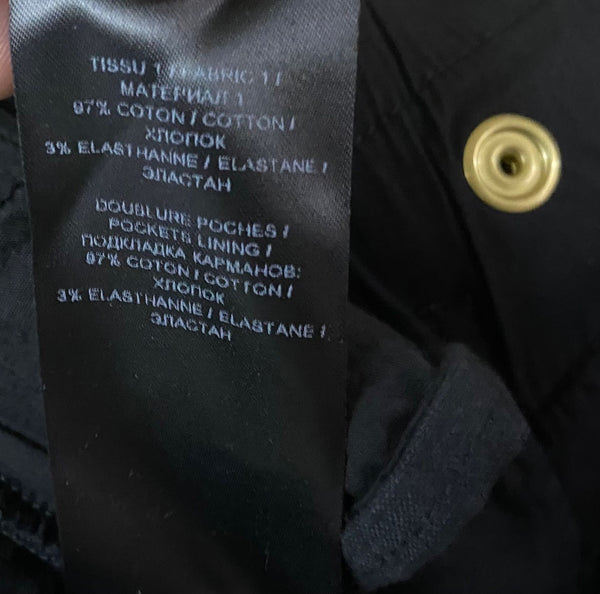 TISSU 1 / FABRIC 1 /
МАТЕРИАЛ 1
97% COTON / COTTON /
ХЛОПОК
3% ELASTHANNE / ELASTANE /
ЭЛАСТАН
DOUBLURE POCHES /
POCKETS LINING /
ПОДКЛАДКА КАРМАНОВ:
97% COTON / COTTON /
ХЛОПОК
3% ELASTHANNE / ELASTANE /
ЭЛАСТАН